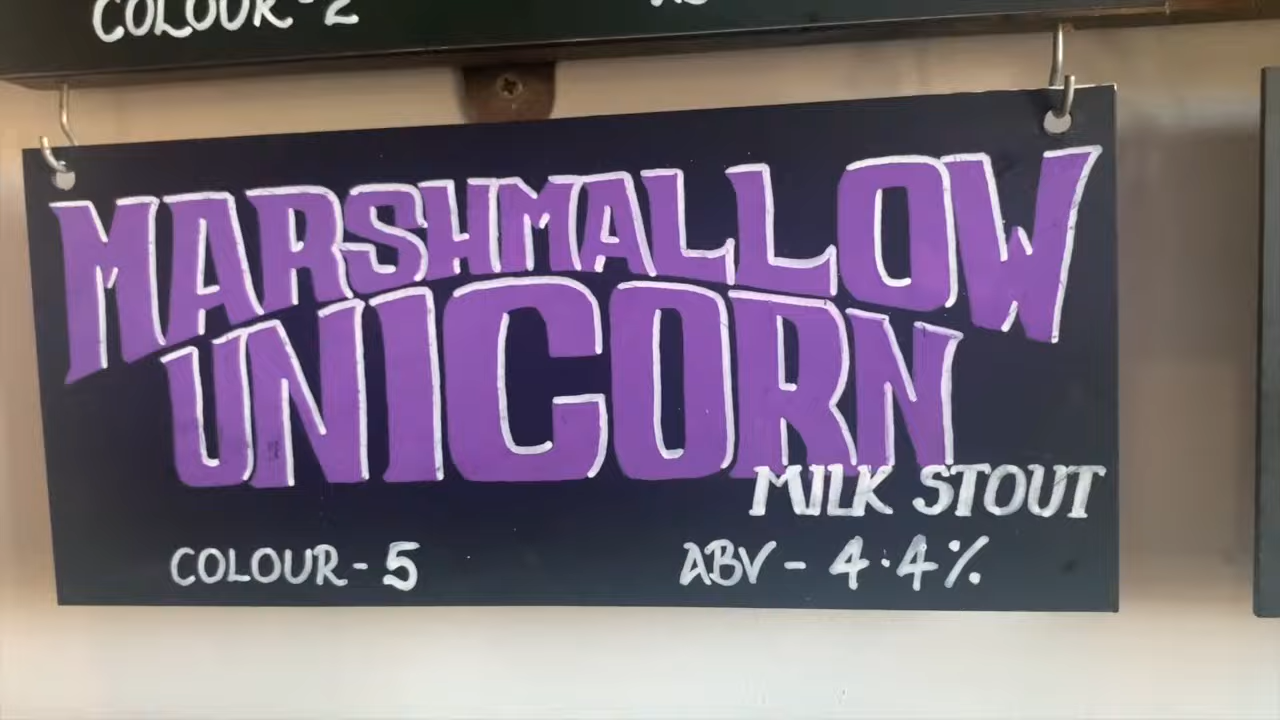 COLOUR - 2
MARSHMALLOW
UNICORN
MILK STOUT
COLOUR - 5
ABV - 4.4%